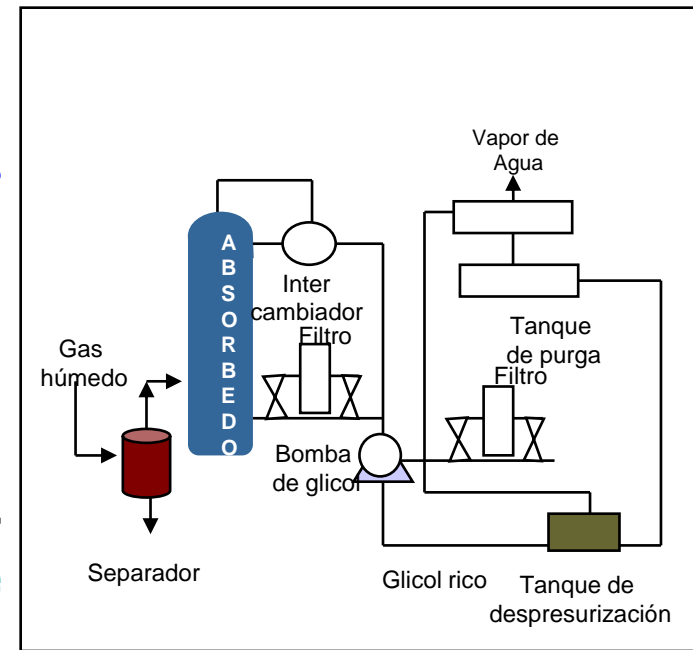 Vapor de
Agua
ABSORBEDO
Inter
cambiador
Filtro
Gas
húmedo
Tanque
de purga
Filtro
Bomba
de glicol
Separador
Glicol rico
Tanque de
despresurización